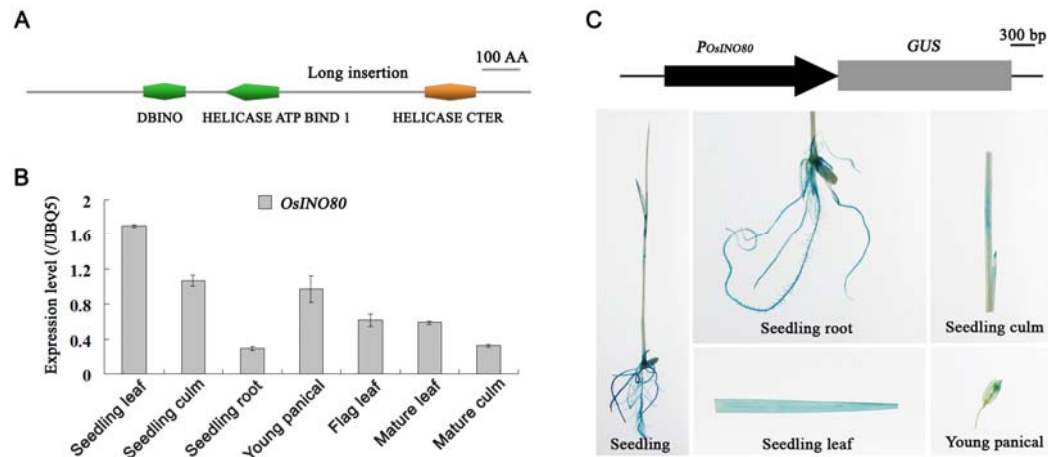 A
100 AA
Long insertion
DBINO
HELICASE ATP BIND 1
HELICASE CTER
B
Expression level (/UBQ5)
2
1.6
1.2
0.8
0.4
0
OsINO80
Seedling leaf
Seedling culm
Seedling root
Young panical
Flag leaf
Mature leaf
Mature culm
C
POsINO80
GUS
300 bp
Seedling
Seedling root
Seedling culm
Seedling leaf
Young panical